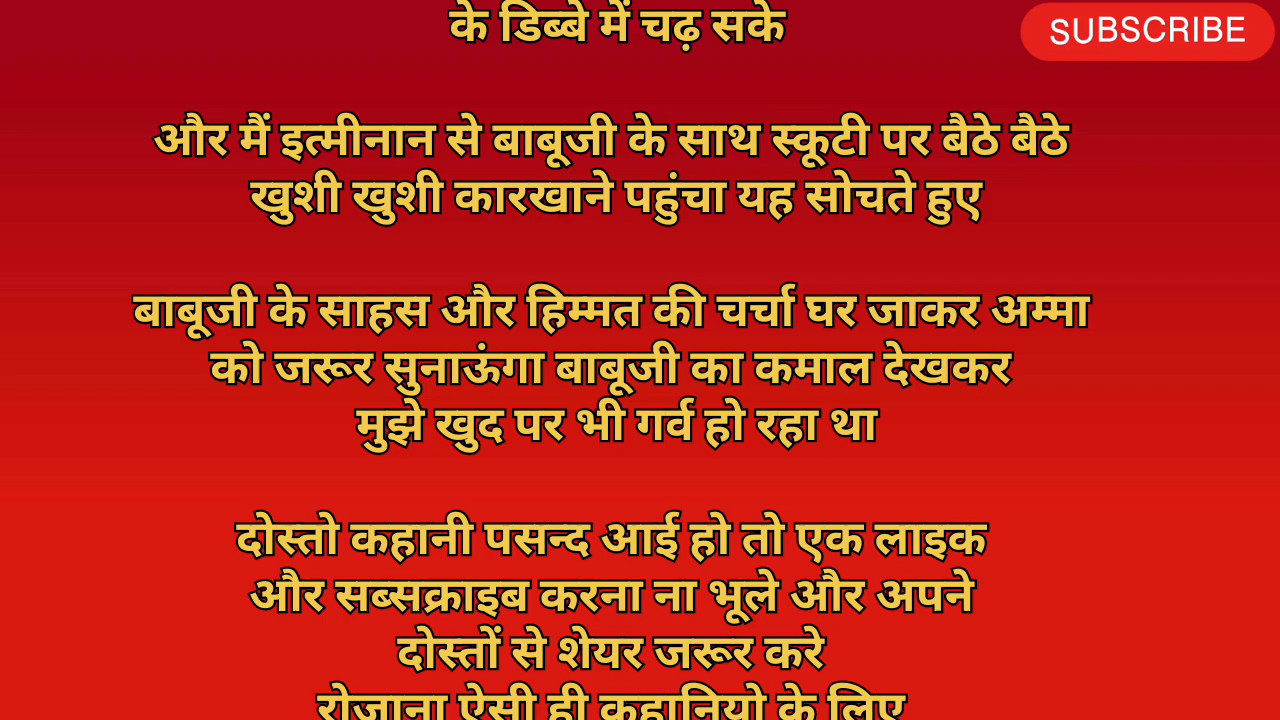 के डिब्बे में चढ़ सके
SUBSCRIBE
और मैं इत्मीनान से बाबूजी के साथ स्कूटी पर बैठे बैठे
खुशी खुशी कारखाने पहुंचा यह सोचते हुए
बाबूजी के साहस और हिम्मत की चर्चा घर जाकर अम्मा
को जरूर सुनाऊंगा बाबूजी का कमाल देखकर
मुझे खुद पर भी गर्व हो रहा था
दोस्तो कहानी पसन्द आई हो तो एक लाइक
और सब्सक्राइब करना ना भूले और अपने
दोस्तों से शेयर जरूर करे
रोजाना ऐसी ही कहानियो के लिए